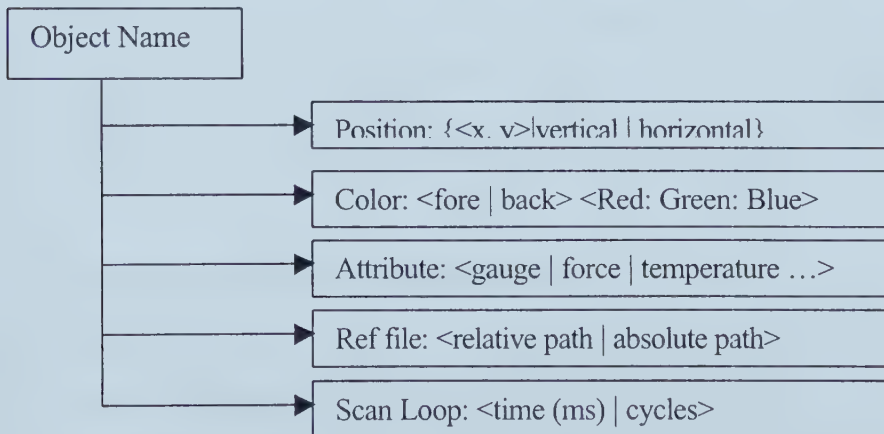 Object Name
Position: {<x, y>|vertical | horizontal}
Color: <fore | back> <Red: Green: Blue>
Attribute: <gauge | force | temperature …>
Ref file: <relative path | absolute path>
Scan Loop: <time (ms) | cycles>